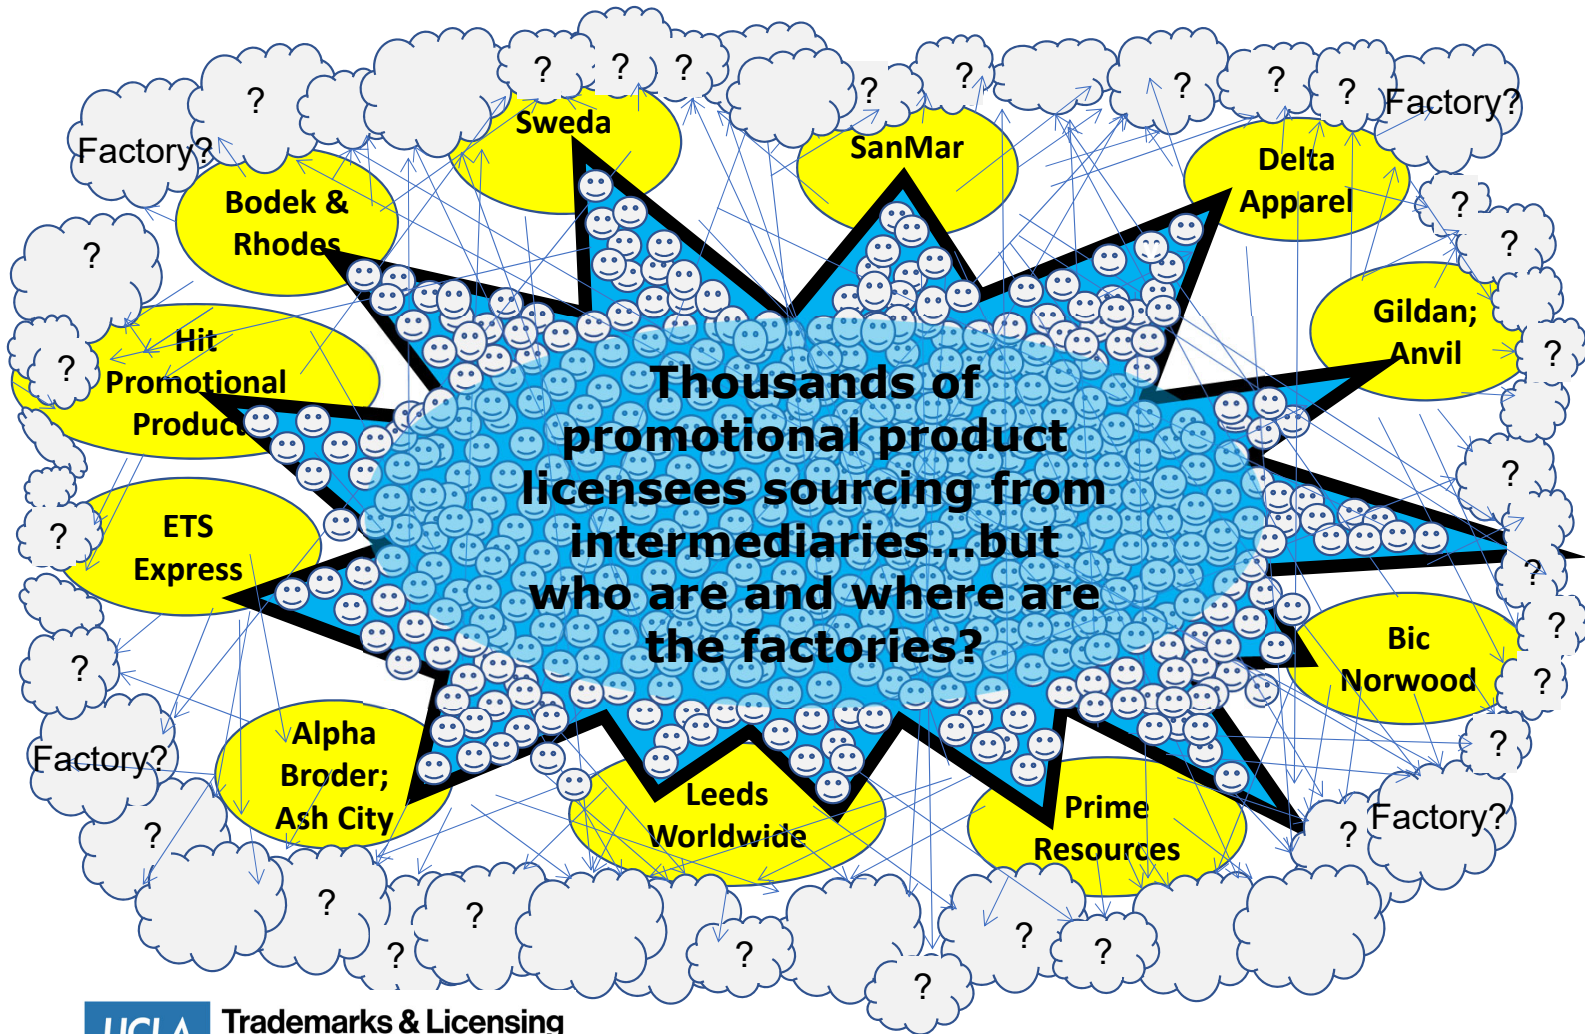 ?
?
?
?
?
?
?
?
?
Factory?
Factory?
Sweda
SanMar
Delta
Apparel
Bodek &
Rhodes
?
?
?
Gildan;
Anvil
?
?
Hit
Promotional
Product
Thousands of
promotional product
licensees sourcing from
intermediaries...but
who are and where are
the factories?
?
?
ETS
Express
?
?
?
?
Bic
Norwood
?
Factory?
Alpha
Broder;
Ash City
Leeds
Worldwide
Prime
Resources
?
?
Factory?
?
?
?
?
?
?
?
?
UCLA
Trademarks & Licensing